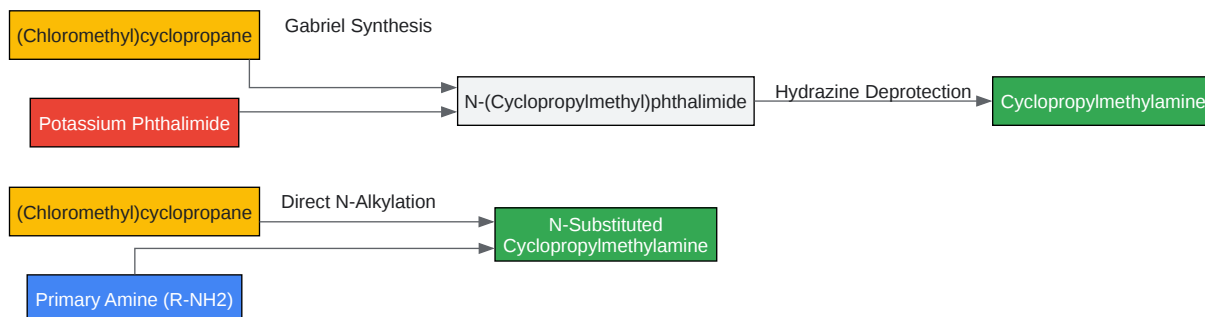 (Chloromethyl)cyclopropane
Gabriel Synthesis
Potassium Phthalimide
N-(Cyclopropylmethyl)phthalimide
Hydrazine Deprotection
Cyclopropylmethylamine
(Chloromethyl)cyclopropane
Direct N-Alkylation
N-Substituted
Cyclopropylmethylamine
Primary Amine (R-NH2)